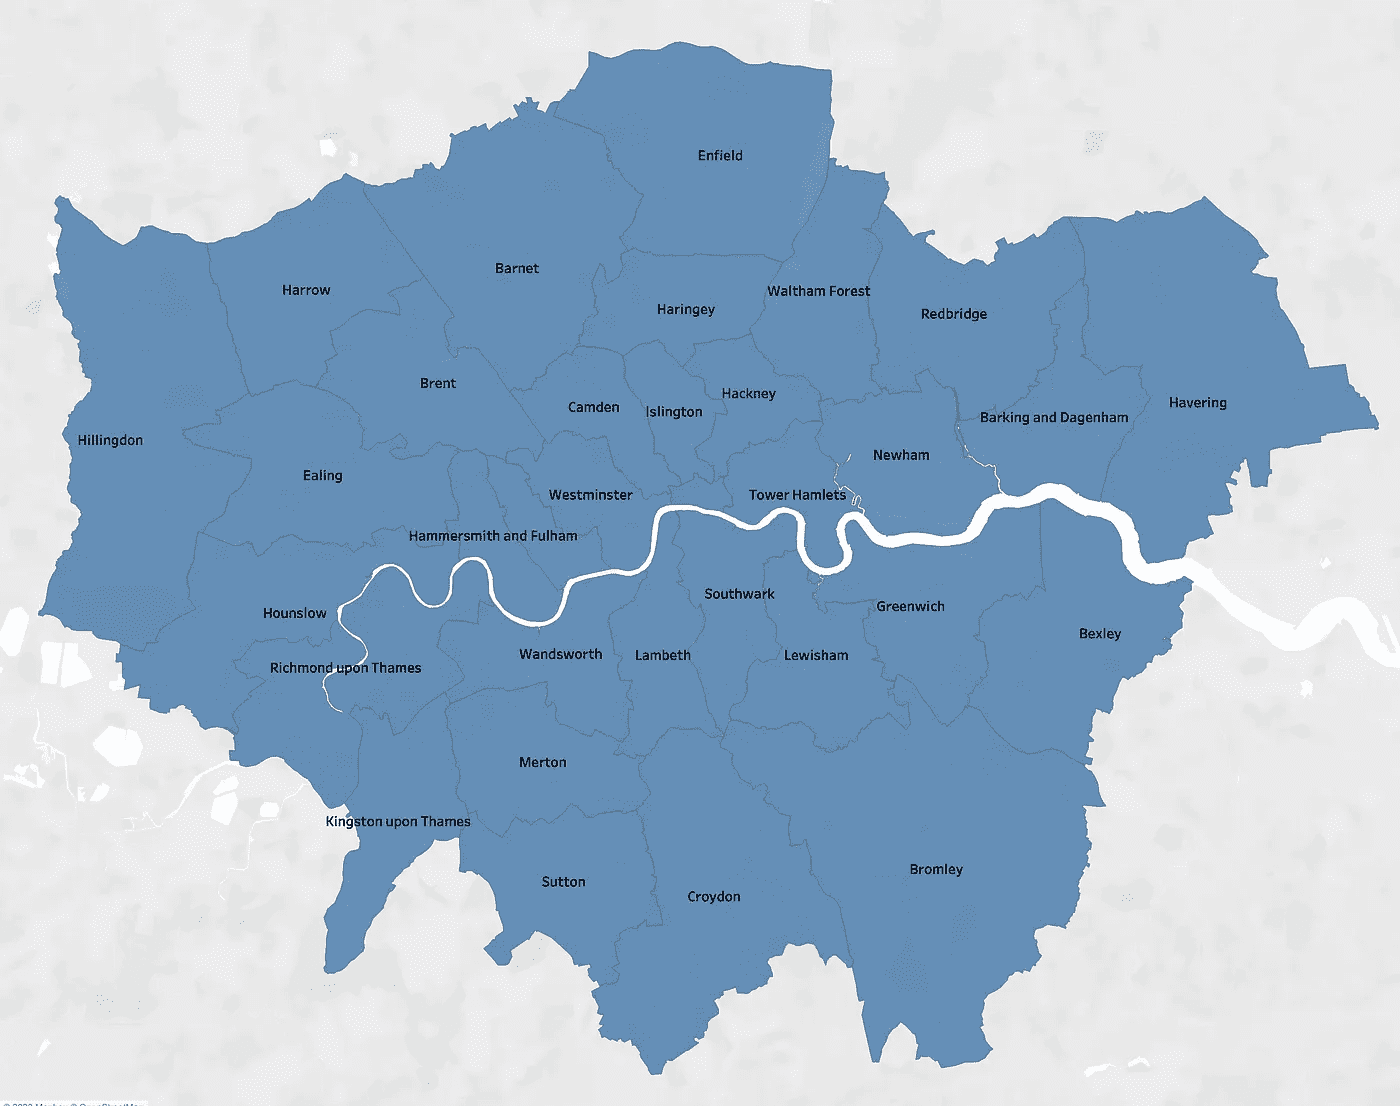 Enfield
Barnet
Harrow
Waltham Forest
Haringey
Redbridge
Brent
Hackney
Camden
Islington
Havering
Barking and Dagenham
Hillingdon
Newham
Ealing
Westminster
Tower Hamlets
Hammersmith and Fulham
Southwark
Greenwich
Hounslow
Bexley
Wandsworth
Lambeth
Lewisham
Richmond upon Thames
Merton
Kingston upon Thames
Bromley
Sutton
Croydon